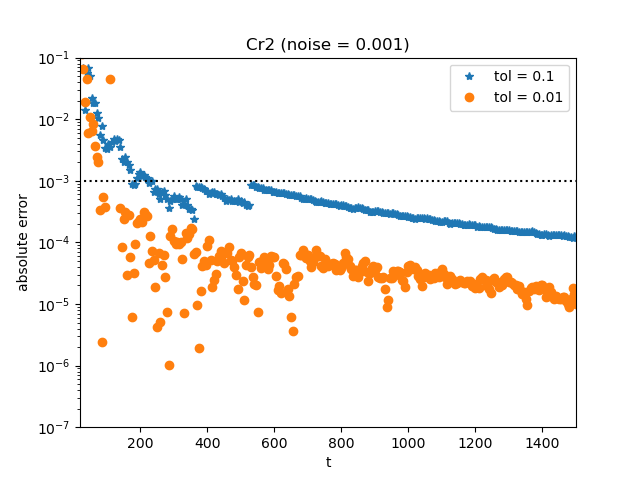 Cr2 (noise = 0.001)
tol = 0.1
tol = 0.01
absolute error
10⁻¹
10⁻²
10⁻³
10⁻⁴
10⁻⁵
10⁻⁶
10⁻⁷
200 400 600 800 1000 1200 1400
t